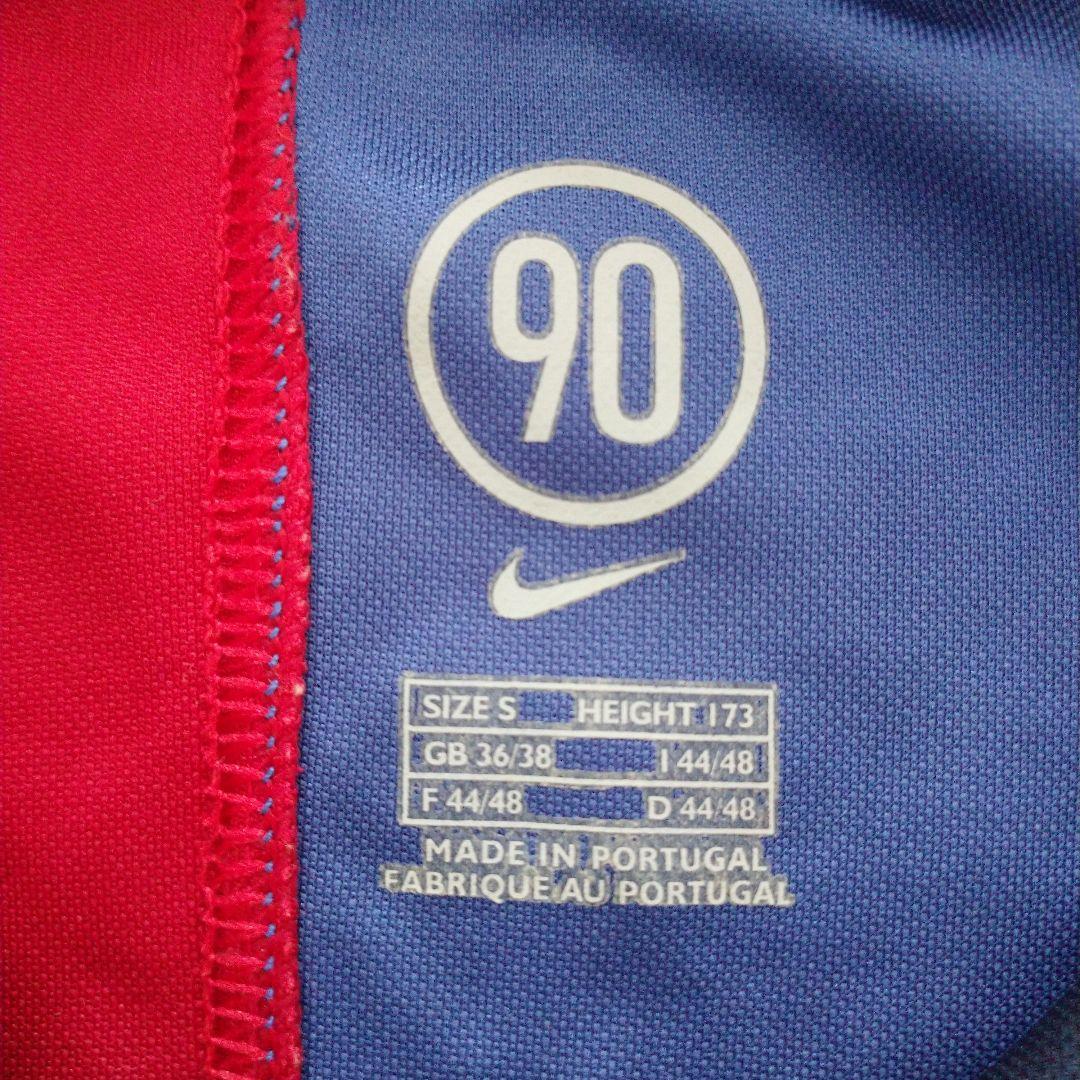 90
SIZE S HEIGHT 173
GB 36/38 I 44/48
F 44/48 D 44/48
MADE IN PORTUGAL
FABRIQUE AU PORTUGAL